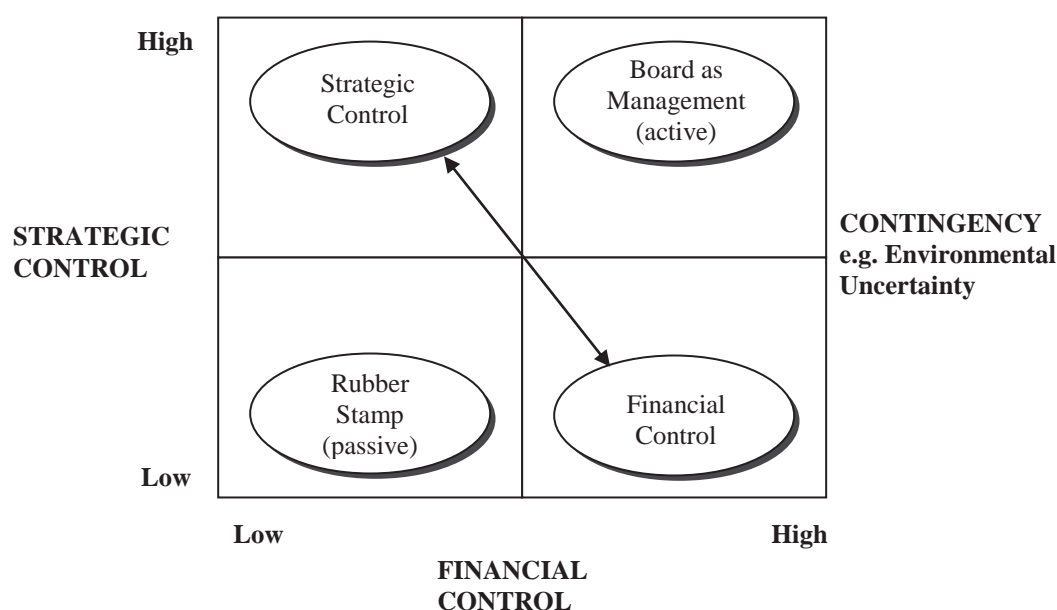 High
Strategic
Control
Board as
Management
(active)
STRATEGIC
CONTROL
CONTINGENCY
e.g. Environmental
Uncertainty
Rubber
Stamp
(passive)
Financial
Control
Low
Low
High
FINANCIAL
CONTROL